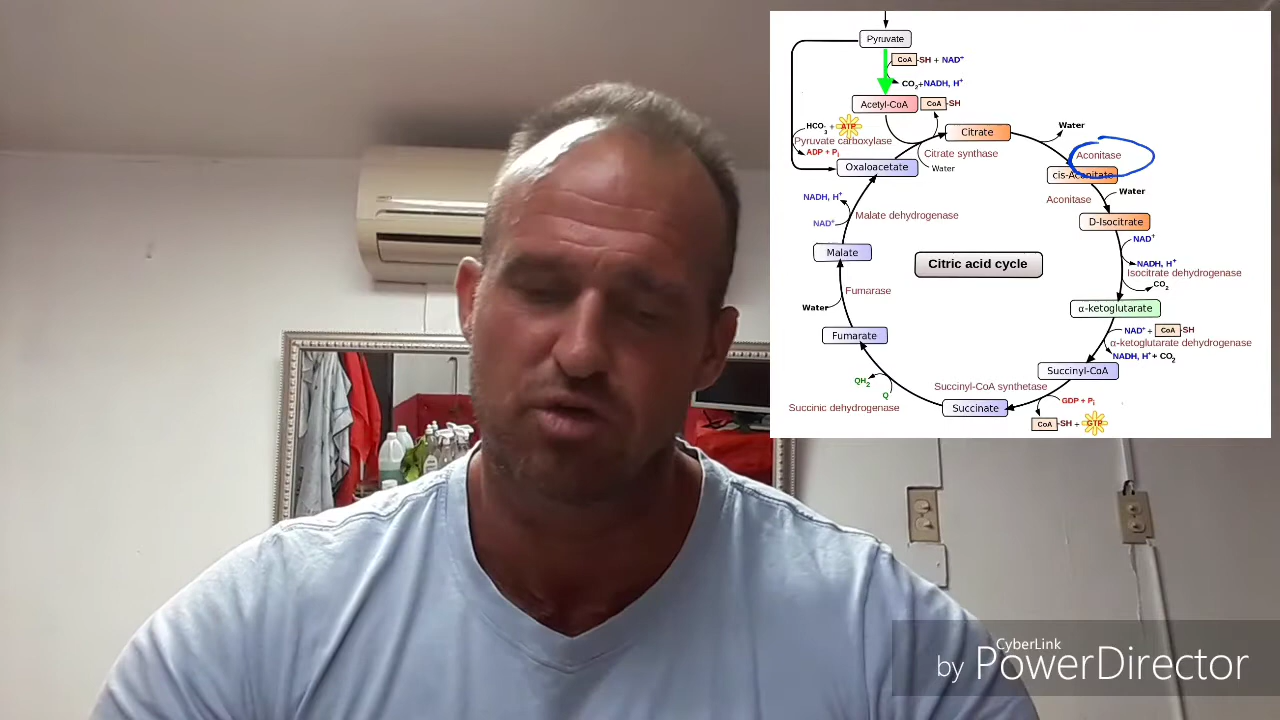 Pyruvate
CoA -SH + NAD+
CO2+NADH, H+
Acetyl-CoA CoA -SH
HCO3- + ATP
Pyruvate carboxylase
ADP + Pi
Citrate
Water
Citrate synthase
Water
Oxaloacetate
Aconitase
cis-Aconitate
Water
Aconitase
D-Isocitrate
NADH, H+
NAD+
Malate dehydrogenase
NAD+
NADH, H+
Isocitrate dehydrogenase
CO2
Malate
Citric acid cycle
Fumarase
Water
α-ketoglutarate
NAD+ + CoA -SH
α-ketoglutarate dehydrogenase
NADH, H+ + CO2
Fumarate
Succinyl-CoA
QH2
Q
Succinic dehydrogenase
Succinyl-CoA synthetase
GDP + Pi
Succinate
CoA -SH + GTP
CyberLink
by PowerDirector